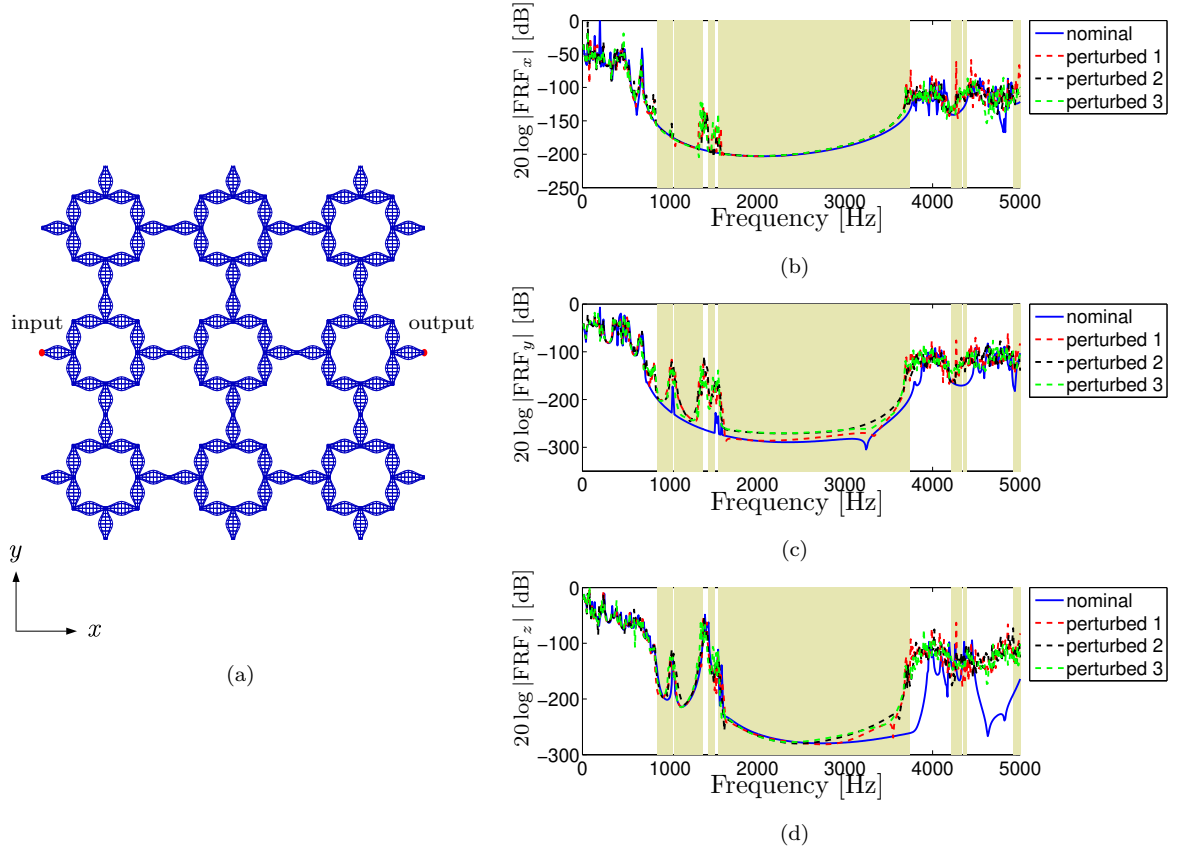 input
output
y
x
(a)
20 log |FRFx| [dB]
0
−50
−100
−150
−200
−250
0
1000
2000
3000
4000
5000
Frequency [Hz]
nominal
perturbed 1
perturbed 2
perturbed 3
(b)
20 log |FRFy| [dB]
0
−100
−200
−300
0
1000
2000
3000
4000
5000
Frequency [Hz]
nominal
perturbed 1
perturbed 2
perturbed 3
(c)
20 log |FRFz| [dB]
0
−100
−200
−300
0
1000
2000
3000
4000
5000
Frequency [Hz]
nominal
perturbed 1
perturbed 2
perturbed 3
(d)